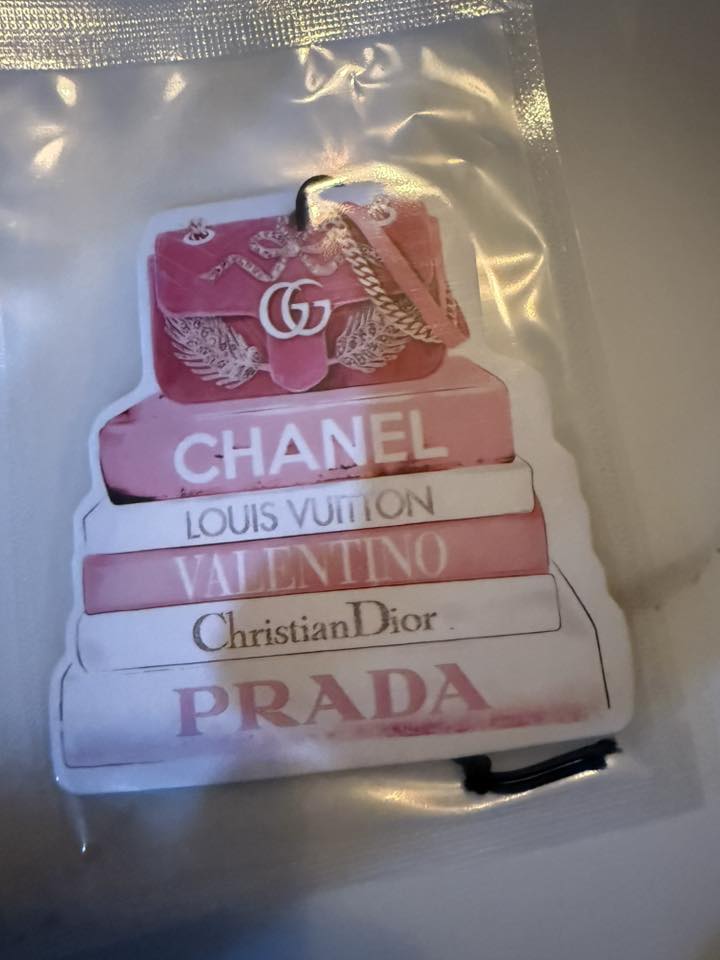 GG
CHANEL
LOUIS VUITTON
VALENTINO
ChristianDior
PRADA